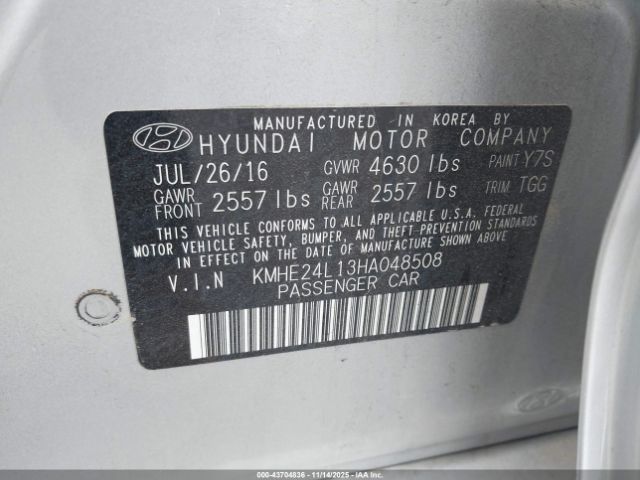 MANUFACTURED IN KOREA BY
HYUNDAI MOTOR COMPANY
JUL/26/16 GVWR 4630 lbs PAINT Y7S
GAWR FRONT 2557 lbs GAWR REAR 2557 lbs TRIM TGG
THIS VEHICLE CONFORMS TO ALL APPLICABLE U.S.A. FEDERAL
MOTOR VEHICLE SAFETY, BUMPER, AND THEFT PREVENTION STANDARDS
IN EFFECT ON THE DATE OF MANUFACTURE SHOWN ABOVE.
V.I.N KMHE24L13HA048508
PASSENGER CAR
000-43704836 - 11/14/2025 - IAAI.COM